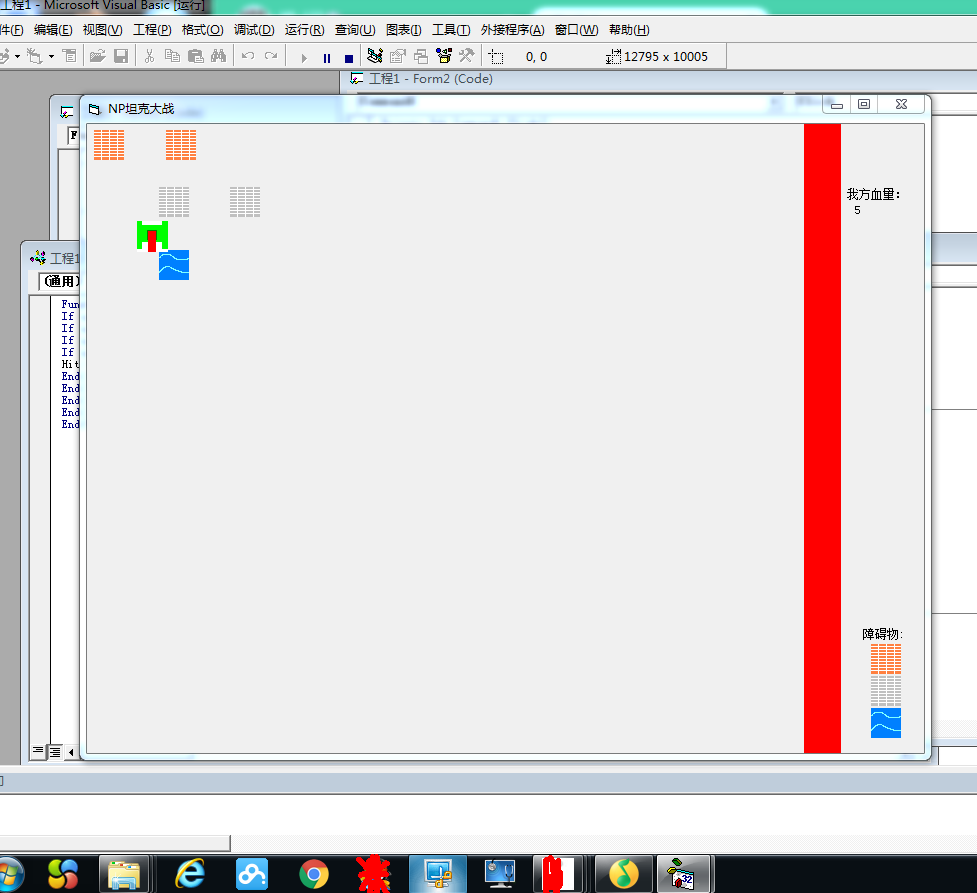 工程1 - Microsoft Visual Basic [运行]
件(F) 编辑(E) 视图(V) 工程(P) 格式(O) 调试(D) 运行(R) 查询(U) 图表(I) 工具(T) 外接程序(A) 窗口(W) 帮助(H)
0, 0 12795 x 10005
工程1 - Form2 (Code)
NP坦克大战
F
我方血量:
5
工程1
(通用)
Fun
If
If
If
If
Hit
End
End
End
End
End
障碍物:
32